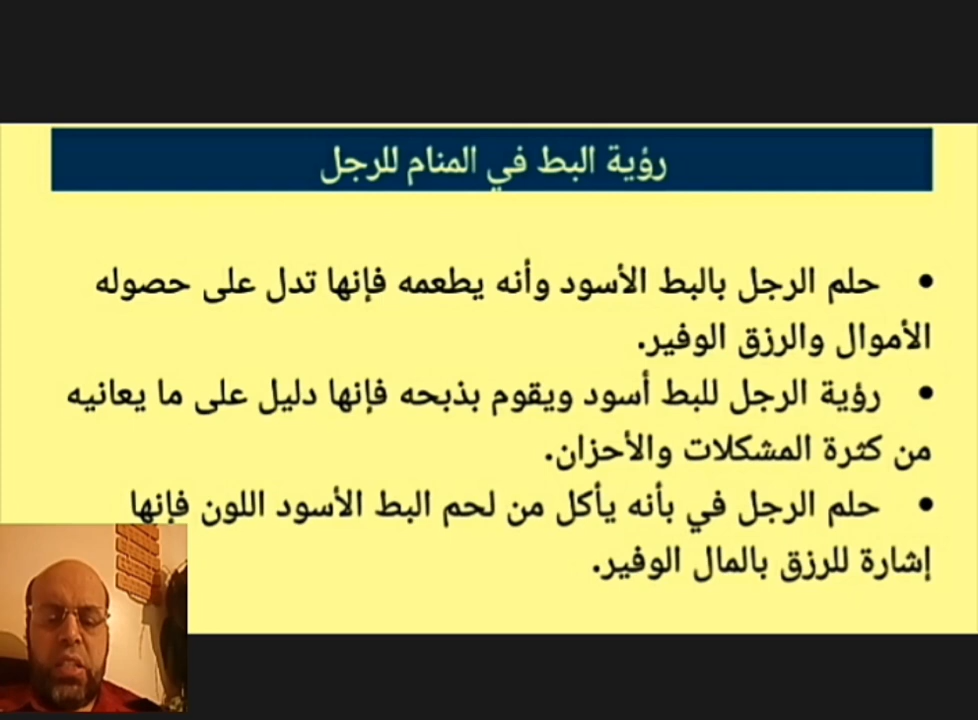 رؤية البط في المنام للرجل
• حلم الرجل بالبط الأسود وأنه يطعمه فإنها تدل على حصوله
الأموال والرزق الوفير.
• رؤية الرجل للبط أسود ويقوم بذبحه فإنها دليل على ما يعانيه
من كثرة المشكلات والأحزان.
• حلم الرجل في بأنه يأكل من لحم البط الأسود اللون فإنها
إشارة للرزق بالمال الوفير.